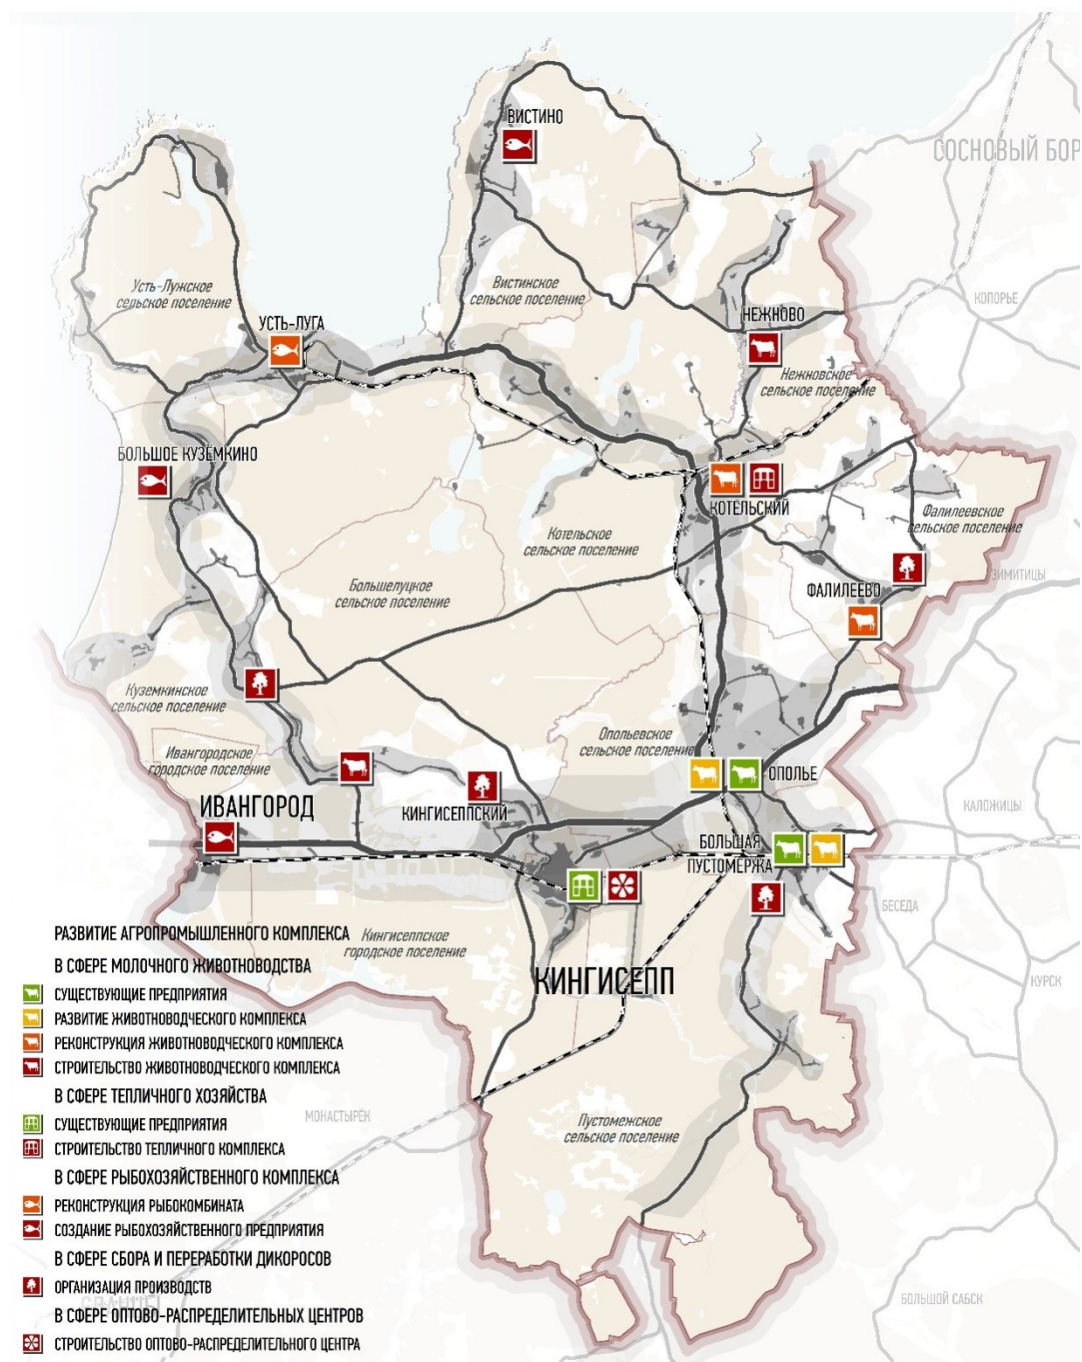 ВИСТИНО
СОСНОВЫЙ БОР
Усть-Лужское
сельское поселение
Вистинское
сельское поселение
КОПОРЬЕ
УСТЬ-ЛУГА
НЕЖНОВО
Нежновское
сельское поселение
БОЛЬШОЕ КУЗЁМКИНО
КОТЕЛЬСКИЙ
Фалилеевское
сельское поселение
Котельское
сельское поселение
Большелуцкое
сельское поселение
ЗИМИТИЦЫ
ФАЛИЛЕЕВО
Куземкинское
сельское поселение
Опольевское
сельское поселение
Ивангородское
городское поселение
ОПОЛЬЕ
ИВАНГОРОД
КИНГИСЕППСКИЙ
КАЛОЖИЦЫ
БОЛЬШАЯ
ПУСТОМЕРЖА
БЕСЕДА
Кингисеппское
городское поселение
КИНГИСЕПП
КУРСК
МОНАСТЫРЁК
Пустомежское
сельское поселение
БОЛЬШОЙ САБСК
СЛАНЦЫ
РАЗВИТИЕ АГРОПРОМЫШЛЕННОГО КОМПЛЕКСА
В СФЕРЕ МОЛОЧНОГО ЖИВОТНОВОДСТВА
СУЩЕСТВУЮЩИЕ ПРЕДПРИЯТИЯ
РАЗВИТИЕ ЖИВОТНОВОДЧЕСКОГО КОМПЛЕКСА
РЕКОНСТРУКЦИЯ ЖИВОТНОВОДЧЕСКОГО КОМПЛЕКСА
СТРОИТЕЛЬСТВО ЖИВОТНОВОДЧЕСКОГО КОМПЛЕКСА
В СФЕРЕ ТЕПЛИЧНОГО ХОЗЯЙСТВА
СУЩЕСТВУЮЩИЕ ПРЕДПРИЯТИЯ
СТРОИТЕЛЬСТВО ТЕПЛИЧНОГО КОМПЛЕКСА
В СФЕРЕ РЫБОХОЗЯЙСТВЕННОГО КОМПЛЕКСА
РЕКОНСТРУКЦИЯ РЫБОКОМБИНАТА
СОЗДАНИЕ РЫБОХОЗЯЙСТВЕННОГО ПРЕДПРИЯТИЯ
В СФЕРЕ СБОРА И ПЕРЕРАБОТКИ ДИКОРОСОВ
ОРГАНИЗАЦИЯ ПРОИЗВОДСТВ
В СФЕРЕ ОПТОВО-РАСПРЕДЕЛИТЕЛЬНЫХ ЦЕНТРОВ
СТРОИТЕЛЬСТВО ОПТОВО-РАСПРЕДЕЛИТЕЛЬНОГО ЦЕНТРА